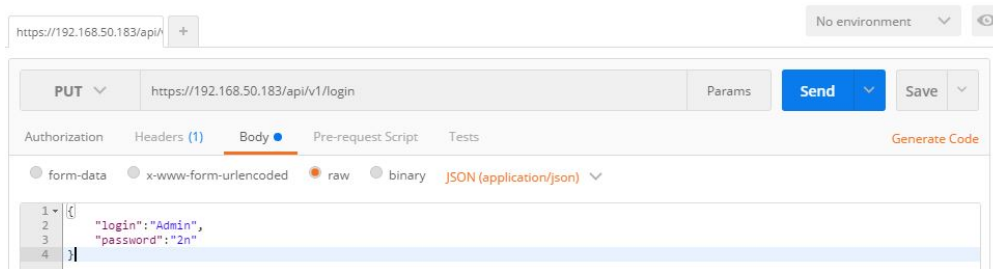 No environment
https://192.168.50.183/api/v +
PUT https://192.168.50.183/api/v1/login Params Send Save
Authorization Headers (1) Body Pre-request Script Tests Generate Code
form-data x-www-form-urlencoded raw binary JSON (application/json)
1 {
2 "login":"Admin",
3 "password":"2n"
4 }